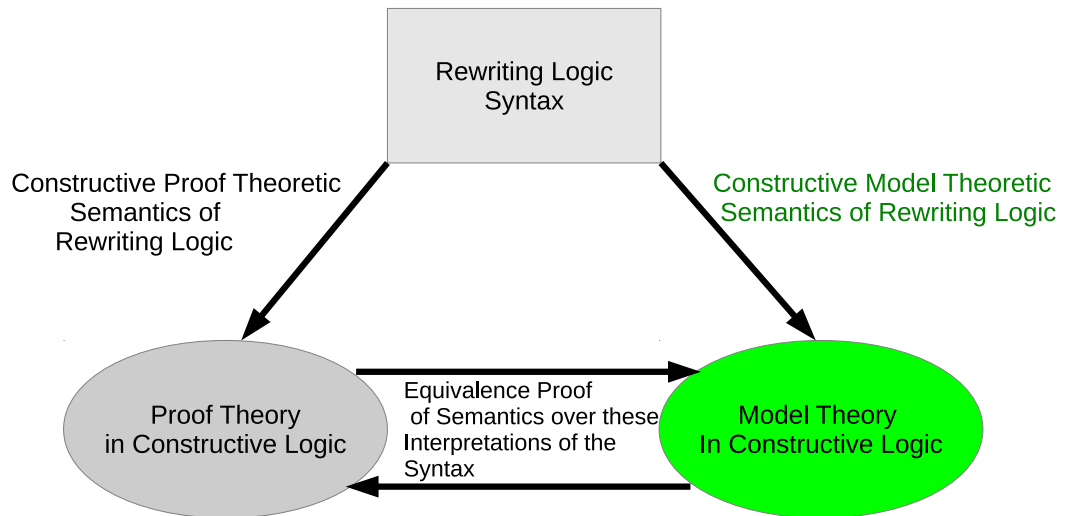 Rewriting Logic
Syntax
Constructive Proof Theoretic
Semantics of
Rewriting Logic
Constructive Model Theoretic
Semantics of Rewriting Logic
Proof Theory
in Constructive Logic
Equivalence Proof
of Semantics over these
Interpretations of the
Syntax
Model Theory
In Constructive Logic